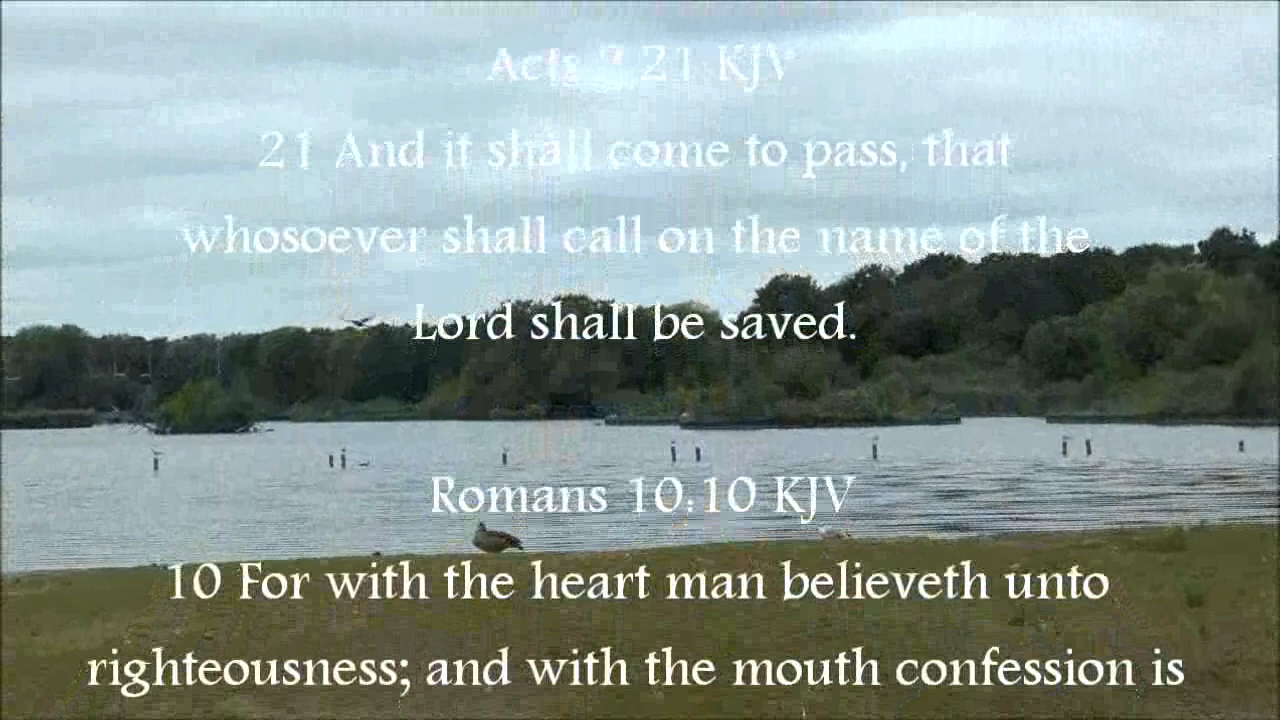 Acts 2 21 KJV
21 And it shall come to pass, that
whosoever shall call on the name of the
Lord shall be saved.
Romans 10:10 KJV
10 For with the heart man believeth unto
righteousness; and with the mouth confession is